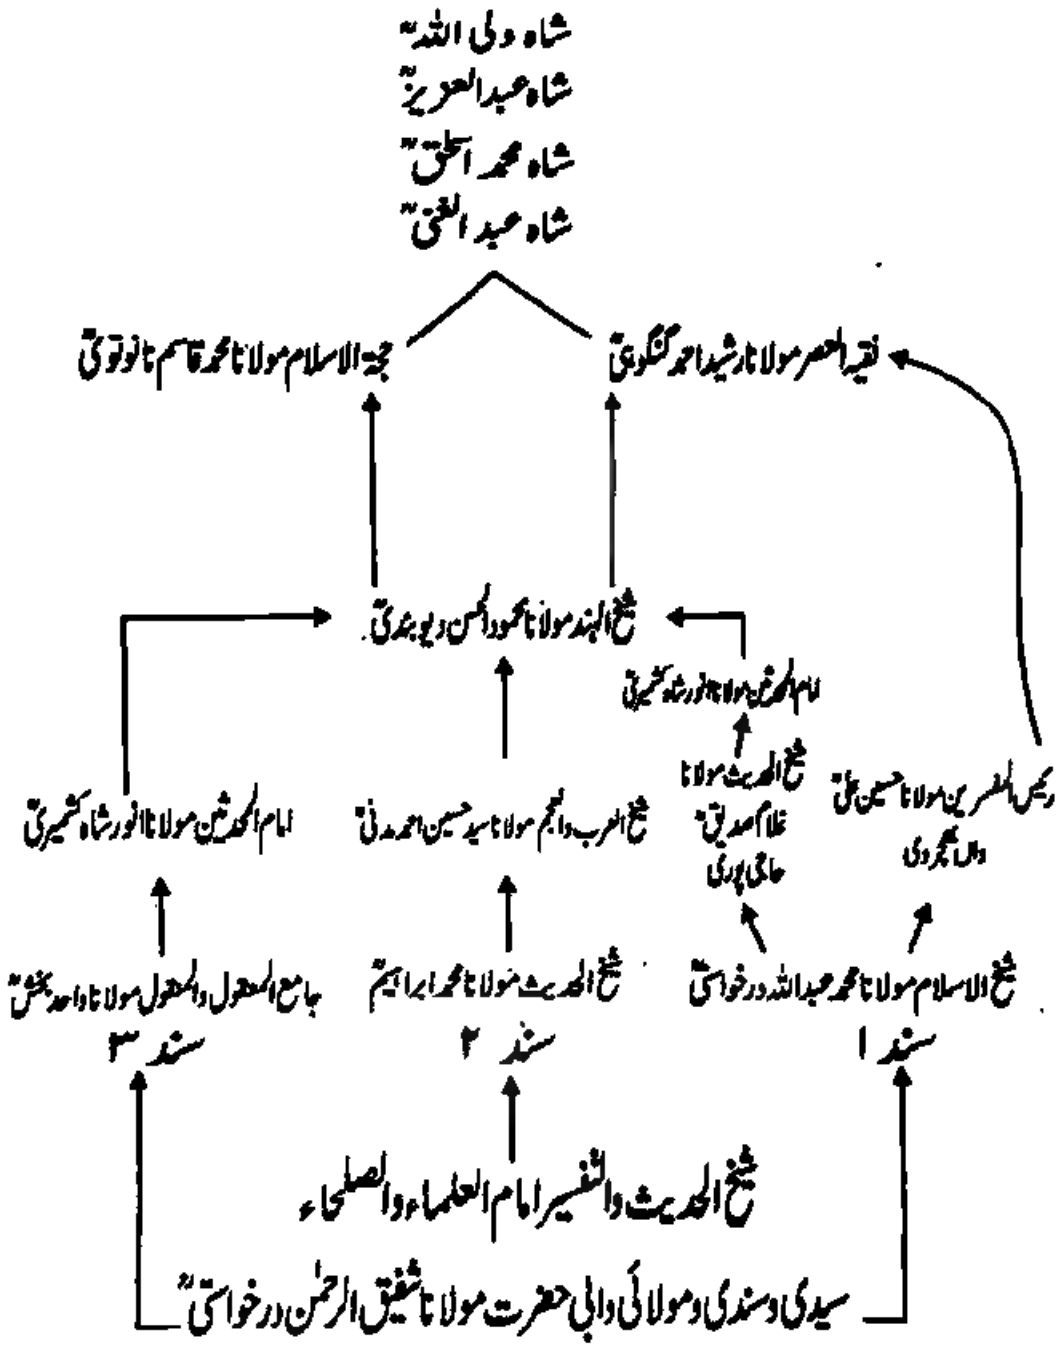 شاہ ولی اللہؒ
شاہ عبدالعزیزؒ
شاہ محمد اسحٰقؒ
شاہ عبد الغنیؒ
فقیہ العصر مولانا رشید احمد گنگوہیؒ
حجۃ الاسلام مولانا محمد قاسم نانوتویؒ
شیخ الہند مولانا محمود الحسن دیوبندیؒ
امام المحدثین مولانا انور شاہ کشمیریؒ
شیخ الحدیث مولانا
غلام صدیقؒ
حاجی پوری
رئیس المفسرین مولانا حسین علیؒ
واں بھچروی
شیخ العرب والعجم مولانا سید حسین احمد مدنیؒ
امام المحدثین مولانا انور شاہ کشمیریؒ
شیخ الاسلام مولانا محمد عبداللہ درخواستیؒ
سند ۱
شیخ الحدیث مولانا محمد ابراہیمؒ
سند ۲
جامع المعقول والمنقول مولانا واحد بخشؒ
سند ۳
شیخ الحدیث والتفسیر امام العلماء والصلحاء
سیدی وسندی ومولائی وابی حضرت مولانا شفیق الرحمٰن درخواستیؒ